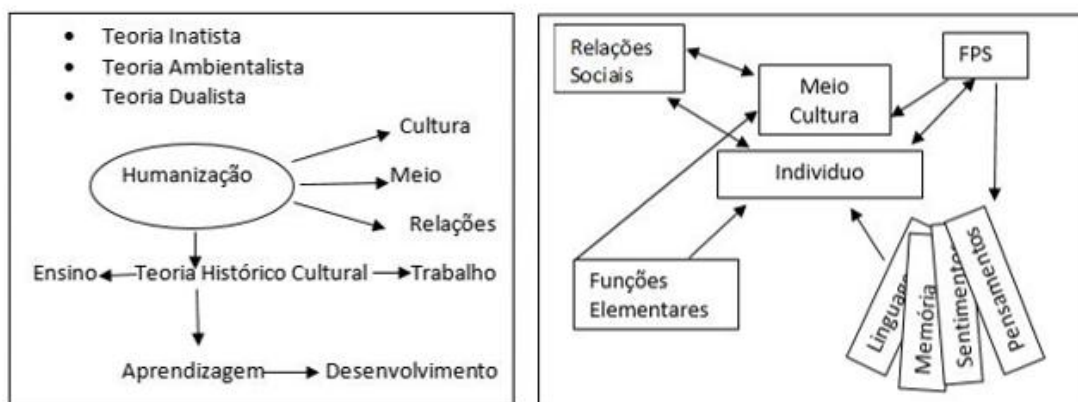 • Teoria Inatista
• Teoria Ambientalista
• Teoria Dualista
Cultura
Humanização
Meio
Relações
Ensino Teoria Histórico Cultural Trabalho
Aprendizagem Desenvolvimento
Relações
Sociais
FPS
Meio
Cultura
Individuo
Funções
Elementares
Linguage
Memória
Sentimentos
Pensamentos